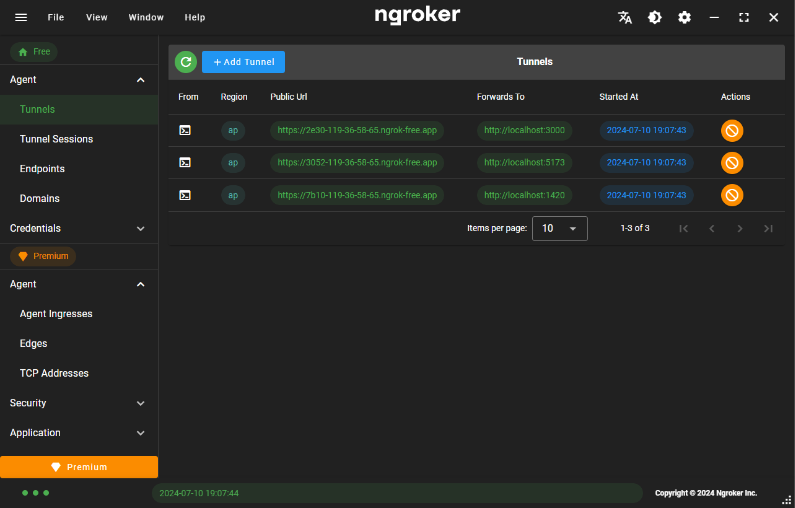 File View Window Help
ngroker
Free
Agent
Tunnels
Tunnel Sessions
Endpoints
Domains
Credentials
Premium
Agent
Agent Ingresses
Edges
TCP Addresses
Security
Application
Premium
+ Add Tunnel
Tunnels
From Region Public Url Forwards To Started At Actions
ap https://2e30-119-36-58-65.ngrok-free.app http://localhost:3000 2024-07-10 19:07:43
ap https://3052-119-36-58-65.ngrok-free.app http://localhost:5173 2024-07-10 19:07:43
ap https://7b10-119-36-58-65.ngrok-free.app http://localhost:1420 2024-07-10 19:07:43
Items per page: 10 1-3 of 3
2024-07-10 19:07:44
Copyright © 2024 Ngroker Inc.